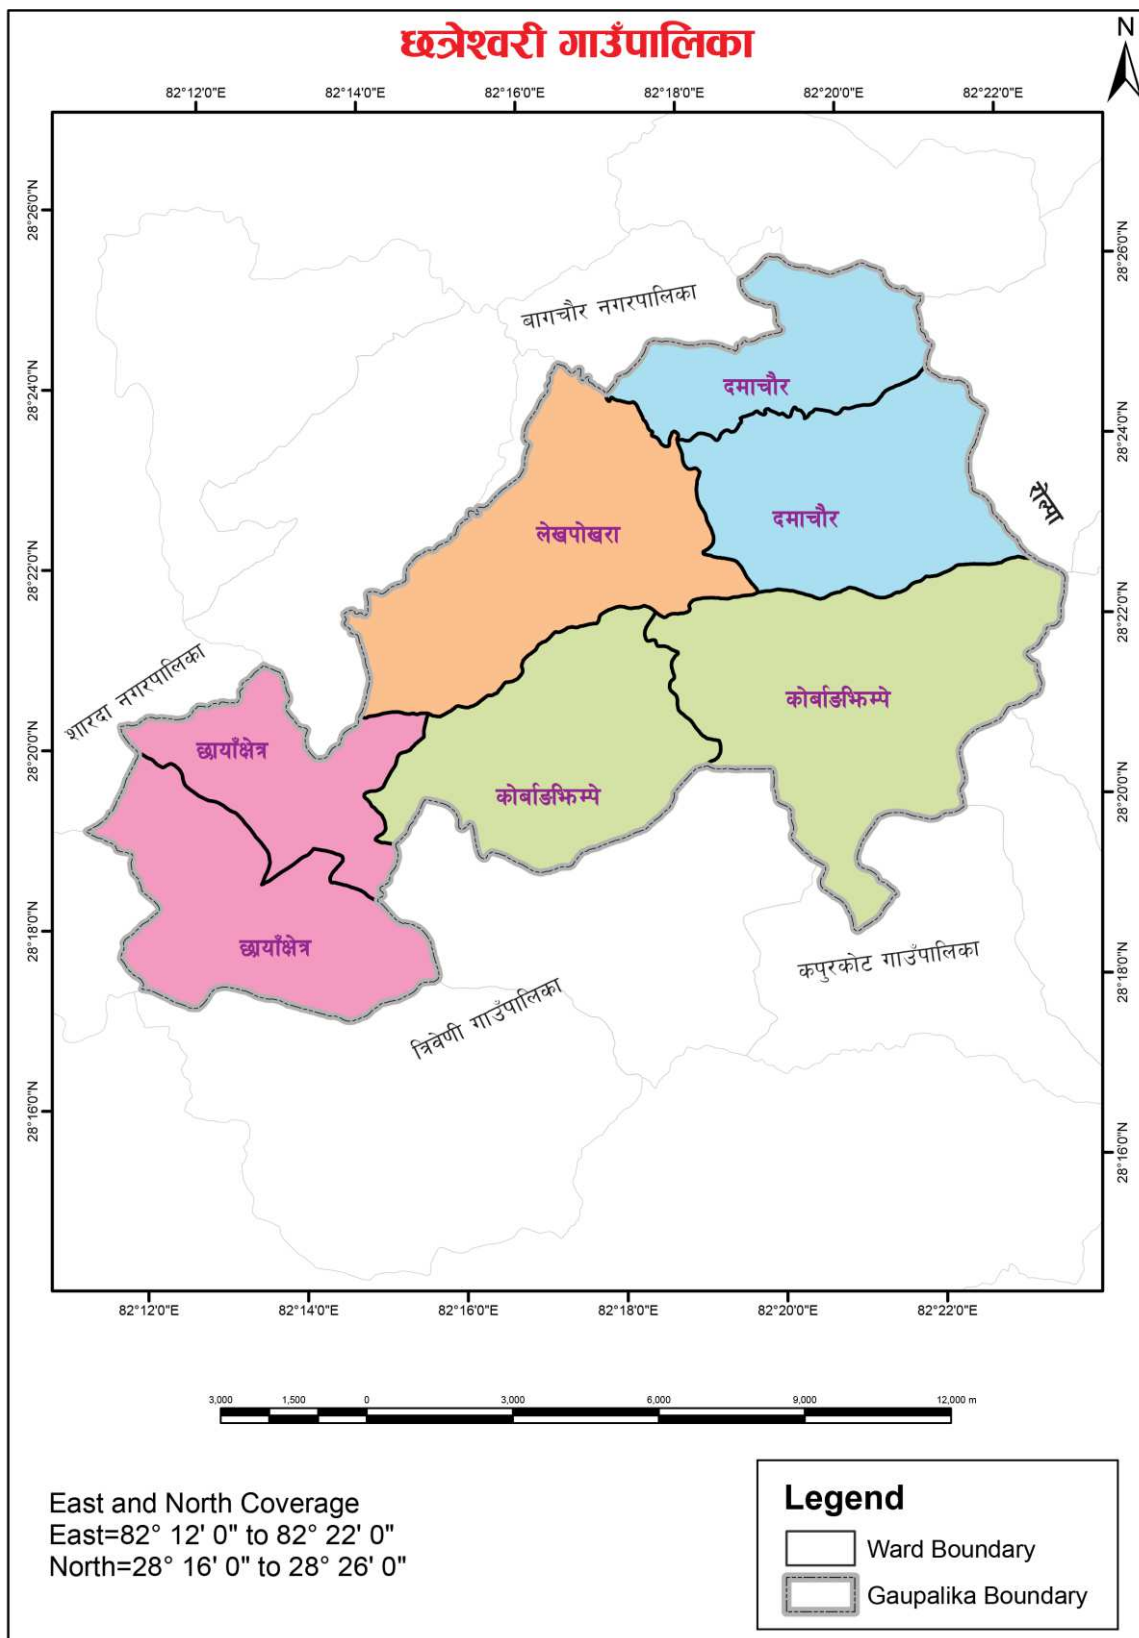 छत्रेश्वरी गाउँपालिका
N
82°12'0"E 82°14'0"E 82°16'0"E 82°18'0"E 82°20'0"E 82°22'0"E
28°26'0"N
28°26'0"N
बागचौर नगरपालिका
दमाचौर
28°24'0"N
28°24'0"N
रोल्पा
दमाचौर
लेखपोखरा
28°22'0"N
28°22'0"N
शारदा नगरपालिका
कोर्बाङझिम्पे
छायाँक्षेत्र
28°20'0"N
28°20'0"N
कोर्बाङझिम्पे
28°18'0"N
छायाँक्षेत्र
कपुरकोट गाउँपालिका
28°18'0"N
त्रिवेणी गाउँपालिका
28°16'0"N
28°16'0"N
82°12'0"E 82°14'0"E 82°16'0"E 82°18'0"E 82°20'0"E 82°22'0"E
3,000 1,500 0 3,000 6,000 9,000 12,000 m
East and North Coverage
East=82° 12' 0" to 82° 22' 0"
North=28° 16' 0" to 28° 26' 0"
Legend
Ward Boundary
Gaupalika Boundary